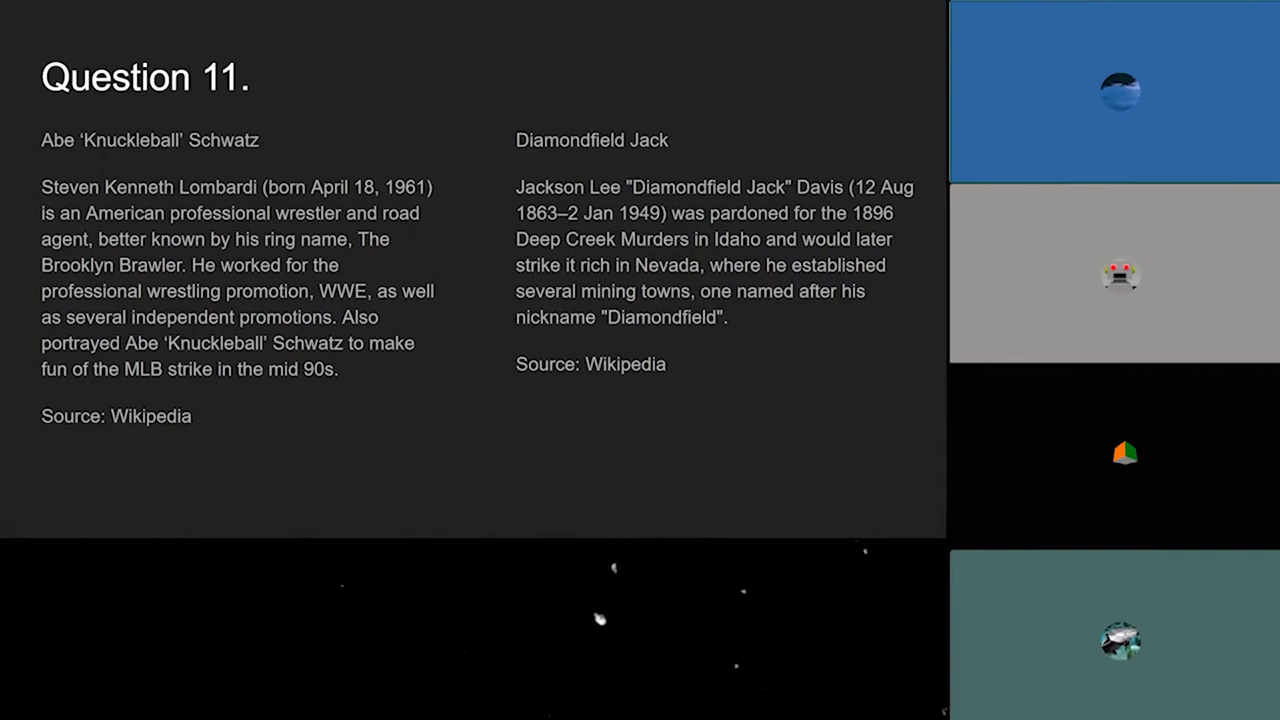 Question 11.
Abe ‘Knuckleball’ Schwatz
Steven Kenneth Lombardi (born April 18, 1961)
is an American professional wrestler and road
agent, better known by his ring name, The
Brooklyn Brawler. He worked for the
professional wrestling promotion, WWE, as well
as several independent promotions. Also
portrayed Abe ‘Knuckleball’ Schwatz to make
fun of the MLB strike in the mid 90s.
Source: Wikipedia
Diamondfield Jack
Jackson Lee "Diamondfield Jack" Davis (12 Aug
1863–2 Jan 1949) was pardoned for the 1896
Deep Creek Murders in Idaho and would later
strike it rich in Nevada, where he established
several mining towns, one named after his
nickname "Diamondfield".
Source: Wikipedia